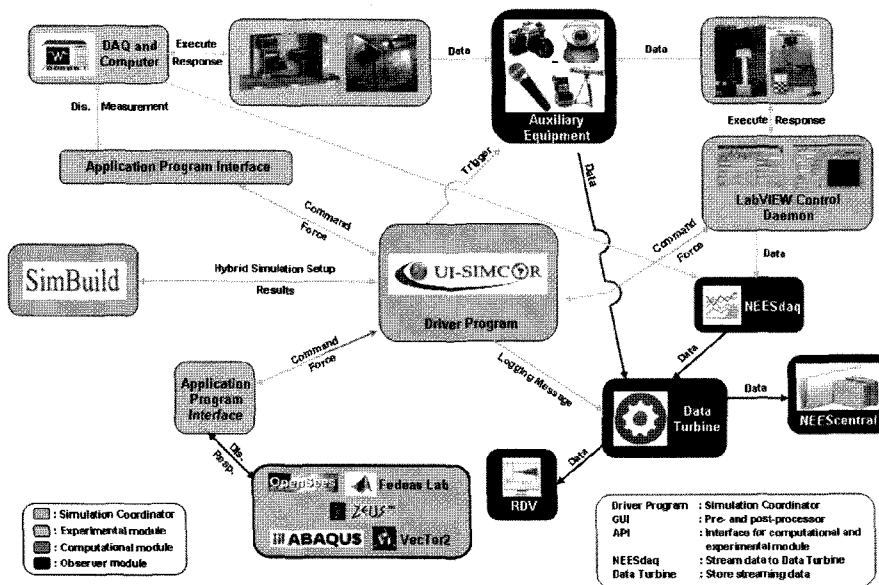 DAQ and
Computer
Execute
Response
Data
Data
Auxiliary
Equipment
Execute Response
LabVIEW Control
Daemon
Dis. Measurement
Application Program Interface
Trigger
Data
Command
Force
Command
Force
Data
SimBuild
Hybrid Simulation Setup
Results
UI-SIMCOR
Driver Program
NEESdaq
Command
Force
Logging Message
Data
Application
Program
Interface
Data
Turbine
Data
NEEScentral
Dis.
Resp.
Data
RDV
OpenSees
Fedeas Lab
ZEUS
ABAQUS
VecTor2
: Simulation Coordinator
: Experimental module
: Computational module
: Observer module
Driver Program : Simulation Coordinator
GUI : Pre- and post-processor
API : Interface for computational and
experimental module
NEESdaq : Stream data to Data Turbine
Data Turbine : Store streaming data